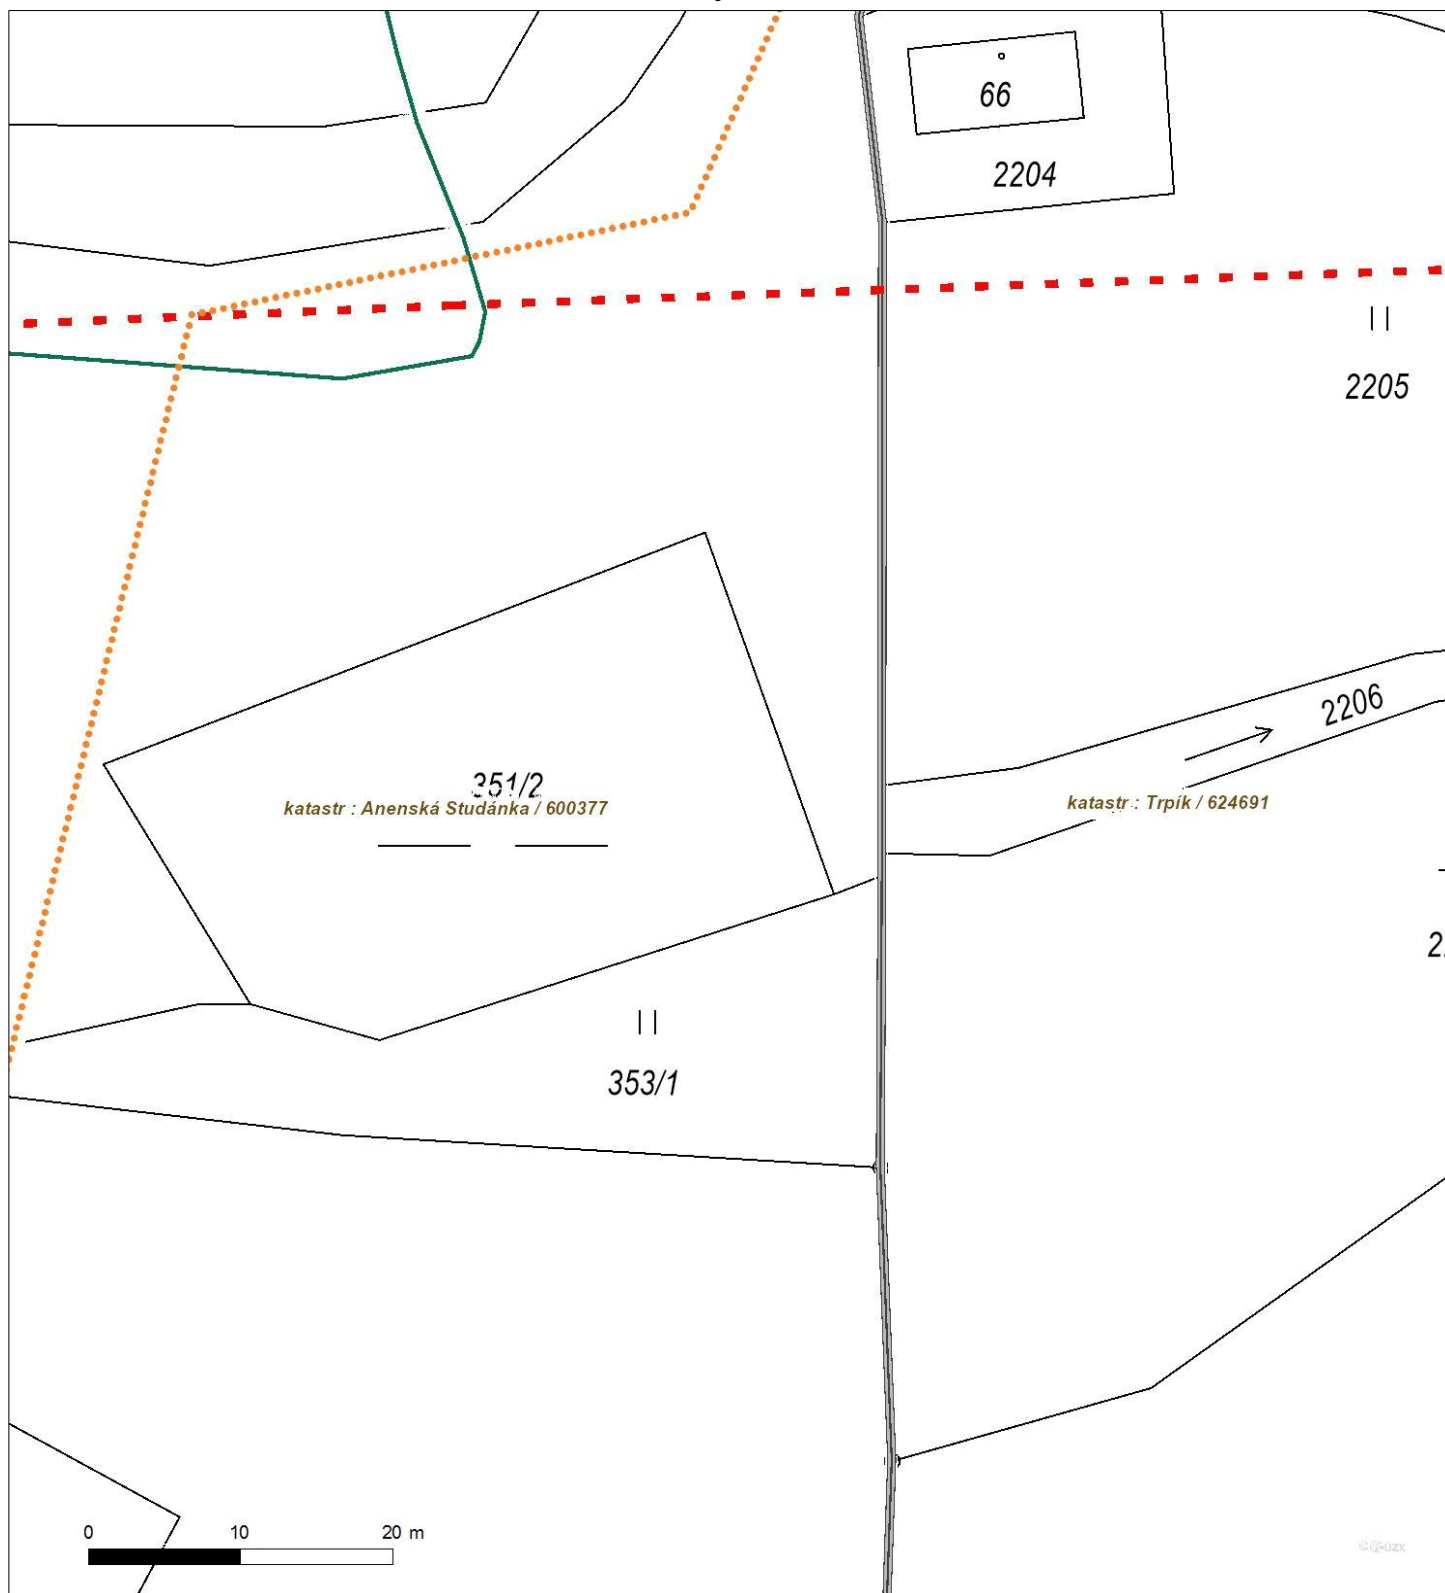 66
2204
2205
2206
351/2
katastr : Anenská Studánka / 600377
katastr : Trpík / 624691
353/1
0 10 20 m